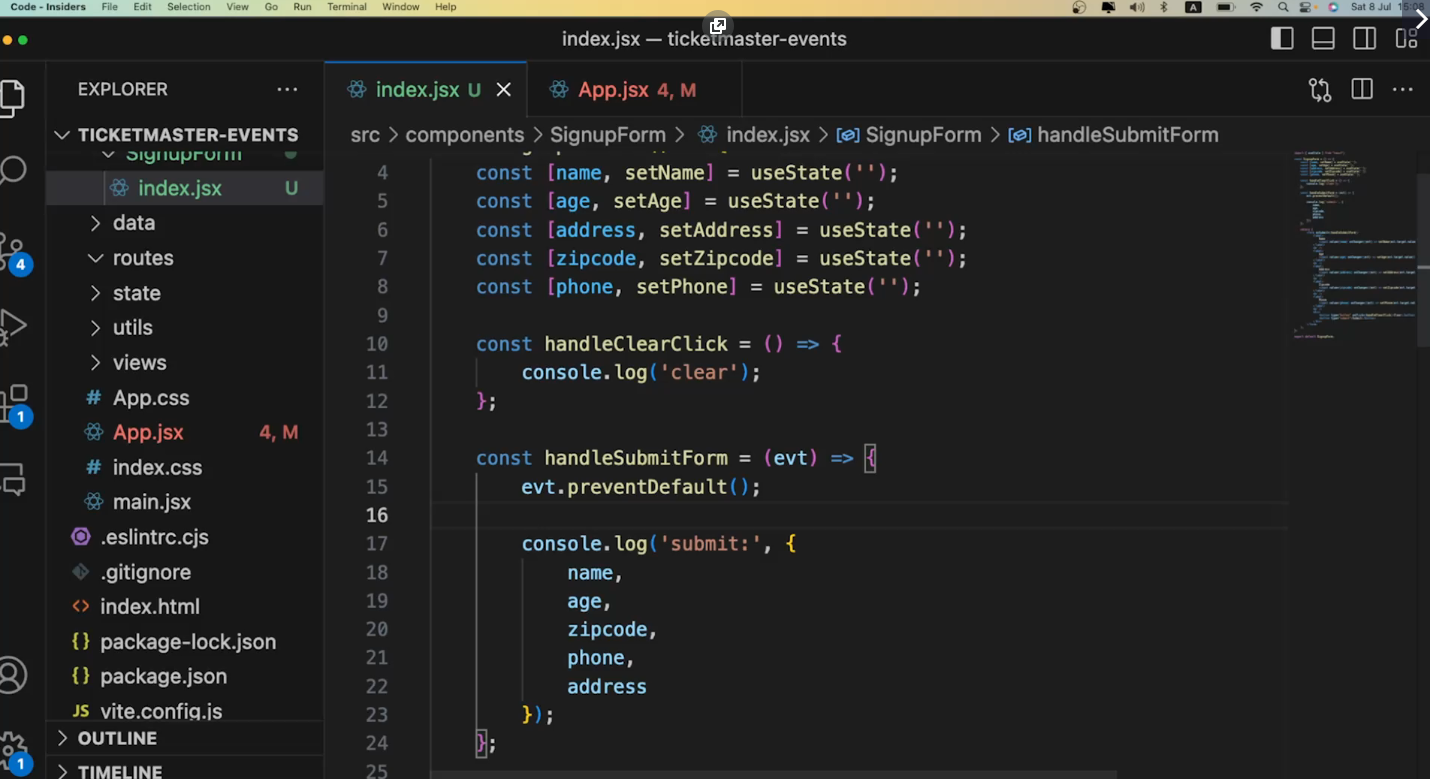 Code - Insiders File Edit Selection View Go Run Terminal Window Help A Sat 8 Jul 15:08
index.jsx — ticketmaster-events
EXPLORER ···
index.jsx U
App.jsx 4, M
TICKETMASTER-EVENTS
src > components > SignupForm > index.jsx > SignupForm > handleSubmitForm
SignupForm
index.jsx U
data
routes
state
utils
views
# App.css
App.jsx 4, M
# index.css
main.jsx
.eslintrc.cjs
.gitignore
<> index.html
{} package-lock.json
{} package.json
JS vite.config.js
OUTLINE
TIMELINE
4
1
1
4 const [name, setName] = useState('');
5 const [age, setAge] = useState('');
6 const [address, setAddress] = useState('');
7 const [zipcode, setZipcode] = useState('');
8 const [phone, setPhone] = useState('');
9
10 const handleClearClick = () => {
11 console.log('clear');
12 };
13
14 const handleSubmitForm = (evt) => {
15 evt.preventDefault();
16
17 console.log('submit:', {
18 name,
19 age,
20 zipcode,
21 phone,
22 address
23 });
24 };
25